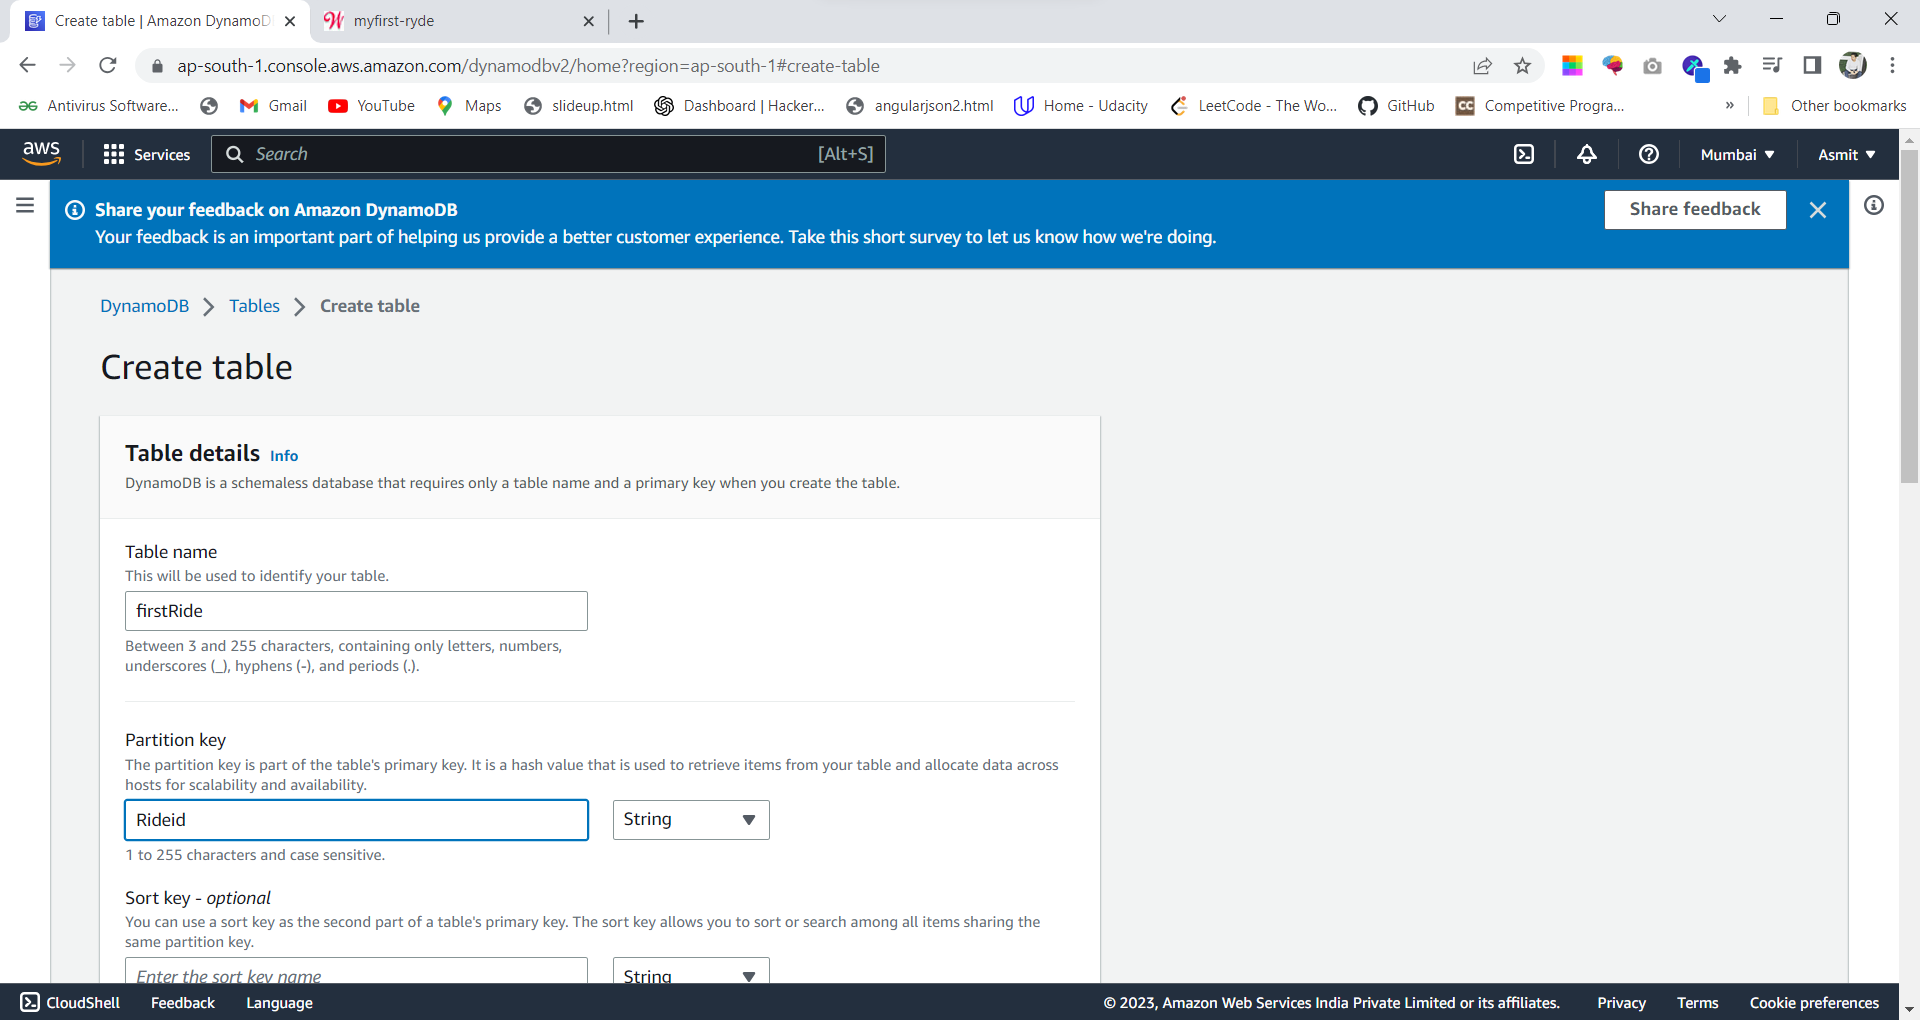 Create table | Amazon DynamoD
myfirst-ryde
ap-south-1.console.aws.amazon.com/dynamodbv2/home?region=ap-south-1#create-table
Antivirus Software...
Gmail
YouTube
Maps
slideup.html
Dashboard | Hacker...
angularjson2.html
Home - Udacity
LeetCode - The Wo...
GitHub
CC
Competitive Progra...
»
Other bookmarks
aws
Services
Search
[Alt+S]
Mumbai
Asmit
Share your feedback on Amazon DynamoDB
Share feedback
Your feedback is an important part of helping us provide a better customer experience. Take this short survey to let us know how we're doing.
DynamoDB
Tables
Create table
Create table
Table details Info
DynamoDB is a schemaless database that requires only a table name and a primary key when you create the table.
Table name
This will be used to identify your table.
firstRide
Between 3 and 255 characters, containing only letters, numbers,
underscores (_), hyphens (-), and periods (.).
Partition key
The partition key is part of the table's primary key. It is a hash value that is used to retrieve items from your table and allocate data across
hosts for scalability and availability.
Rideid
String
1 to 255 characters and case sensitive.
Sort key - optional
You can use a sort key as the second part of a table's primary key. The sort key allows you to sort or search among all items sharing the
same partition key.
Enter the sort key name
String
CloudShell
Feedback
Language
© 2023, Amazon Web Services India Private Limited or its affiliates.
Privacy
Terms
Cookie preferences